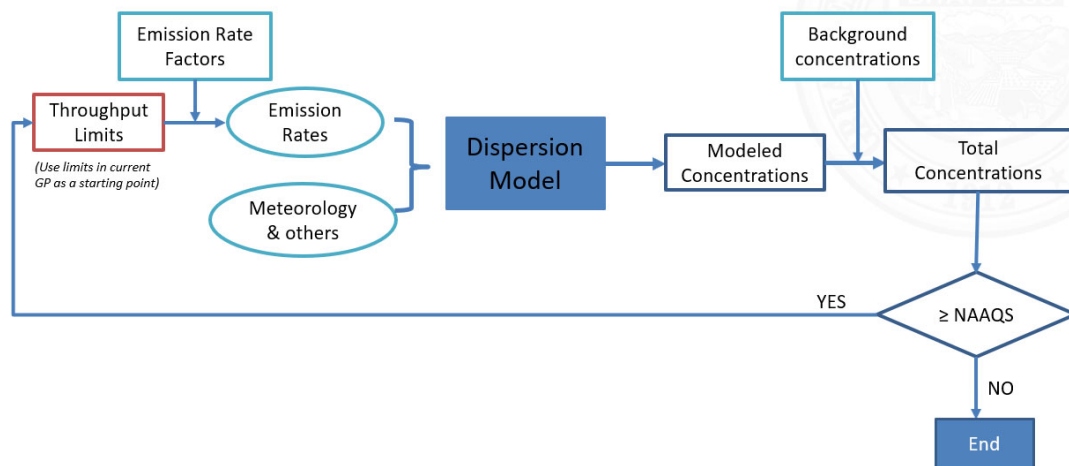 Emission Rate
Factors
Background
concentrations
Throughput
Limits
(Use limits in current
GP as a starting point)
Emission
Rates
Meteorology
& others
Dispersion
Model
Modeled
Concentrations
Total
Concentrations
≥ NAAQS
YES
NO
End